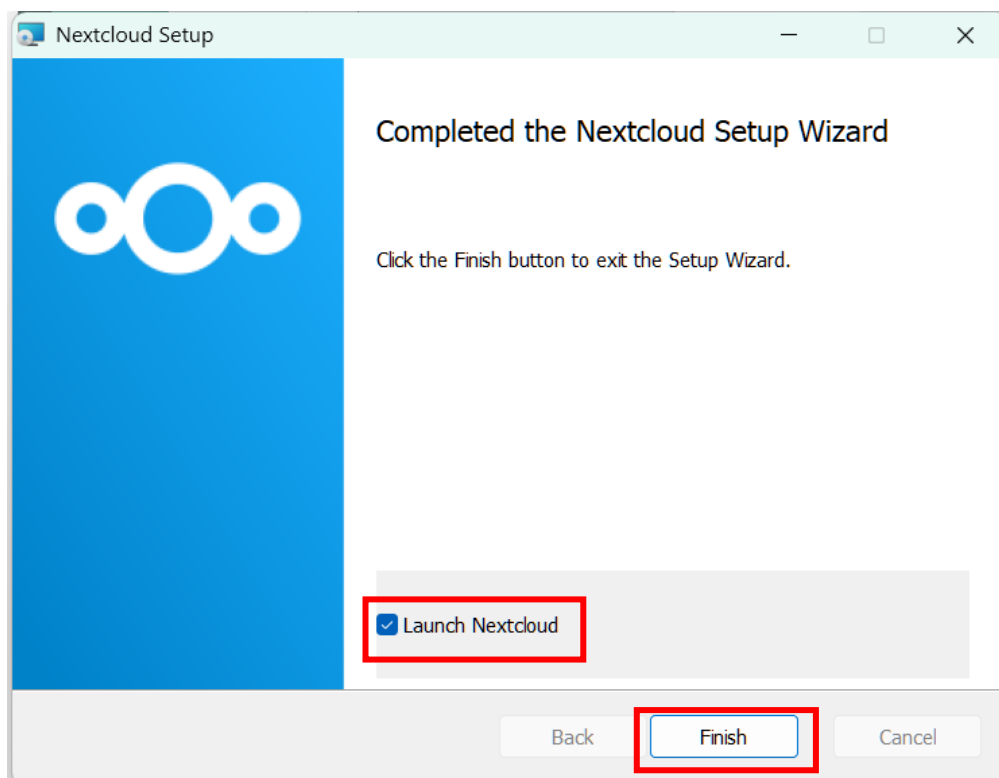 Nextcloud Setup
Completed the Nextcloud Setup Wizard
Click the Finish button to exit the Setup Wizard.
Launch Nextcloud
Back Finish Cancel